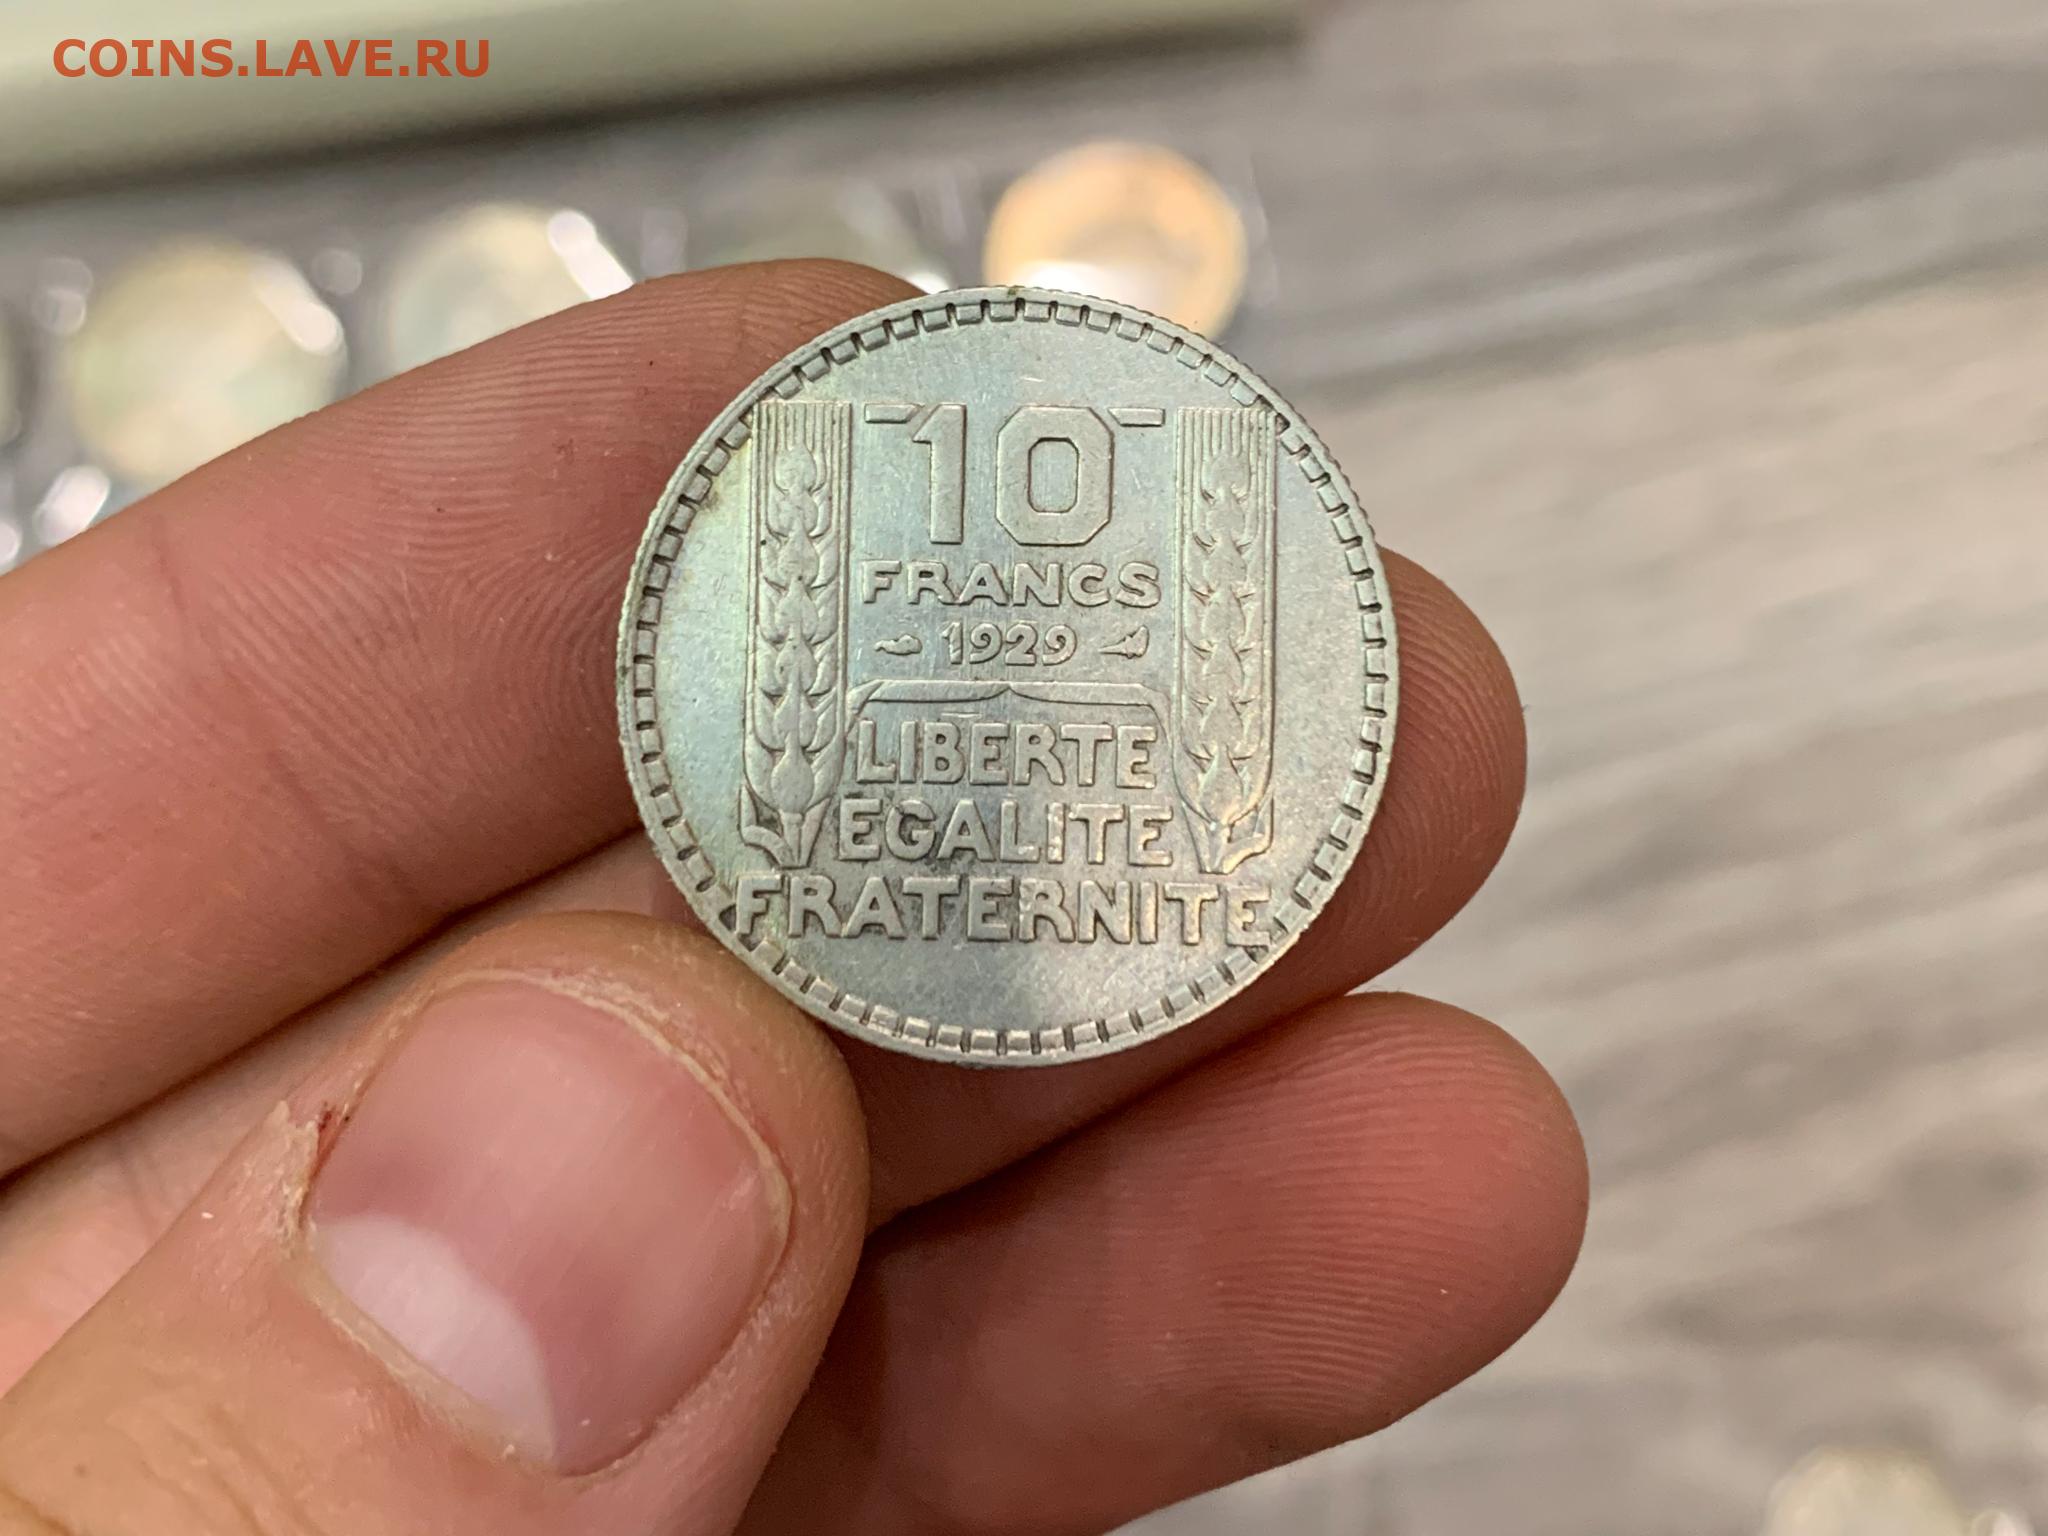 COINS.LAVE.RU
10
FRANCS
1929
LIBERTE
EGALITE
FRATERNITE